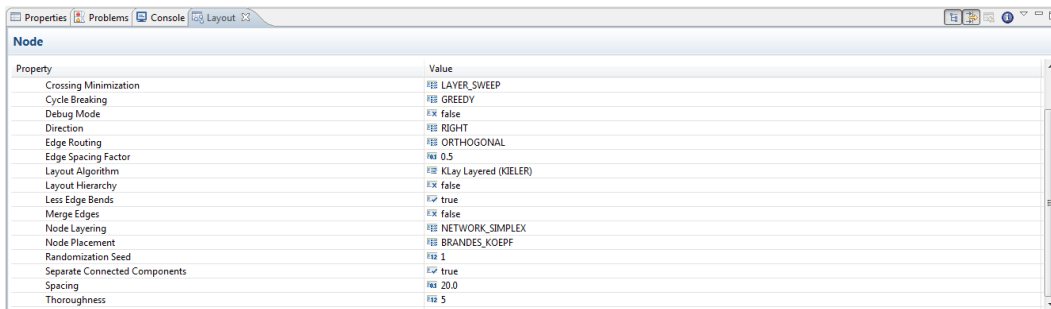 Properties Problems Console Layout
Node
Property Value
Crossing Minimization LAYER_SWEEP
Cycle Breaking GREEDY
Debug Mode false
Direction RIGHT
Edge Routing ORTHOGONAL
Edge Spacing Factor 0.5
Layout Algorithm KLay Layered (KIELER)
Layout Hierarchy false
Less Edge Bends true
Merge Edges false
Node Layering NETWORK_SIMPLEX
Node Placement BRANDES_KOEPF
Randomization Seed 1
Separate Connected Components true
Spacing 20.0
Thoroughness 5